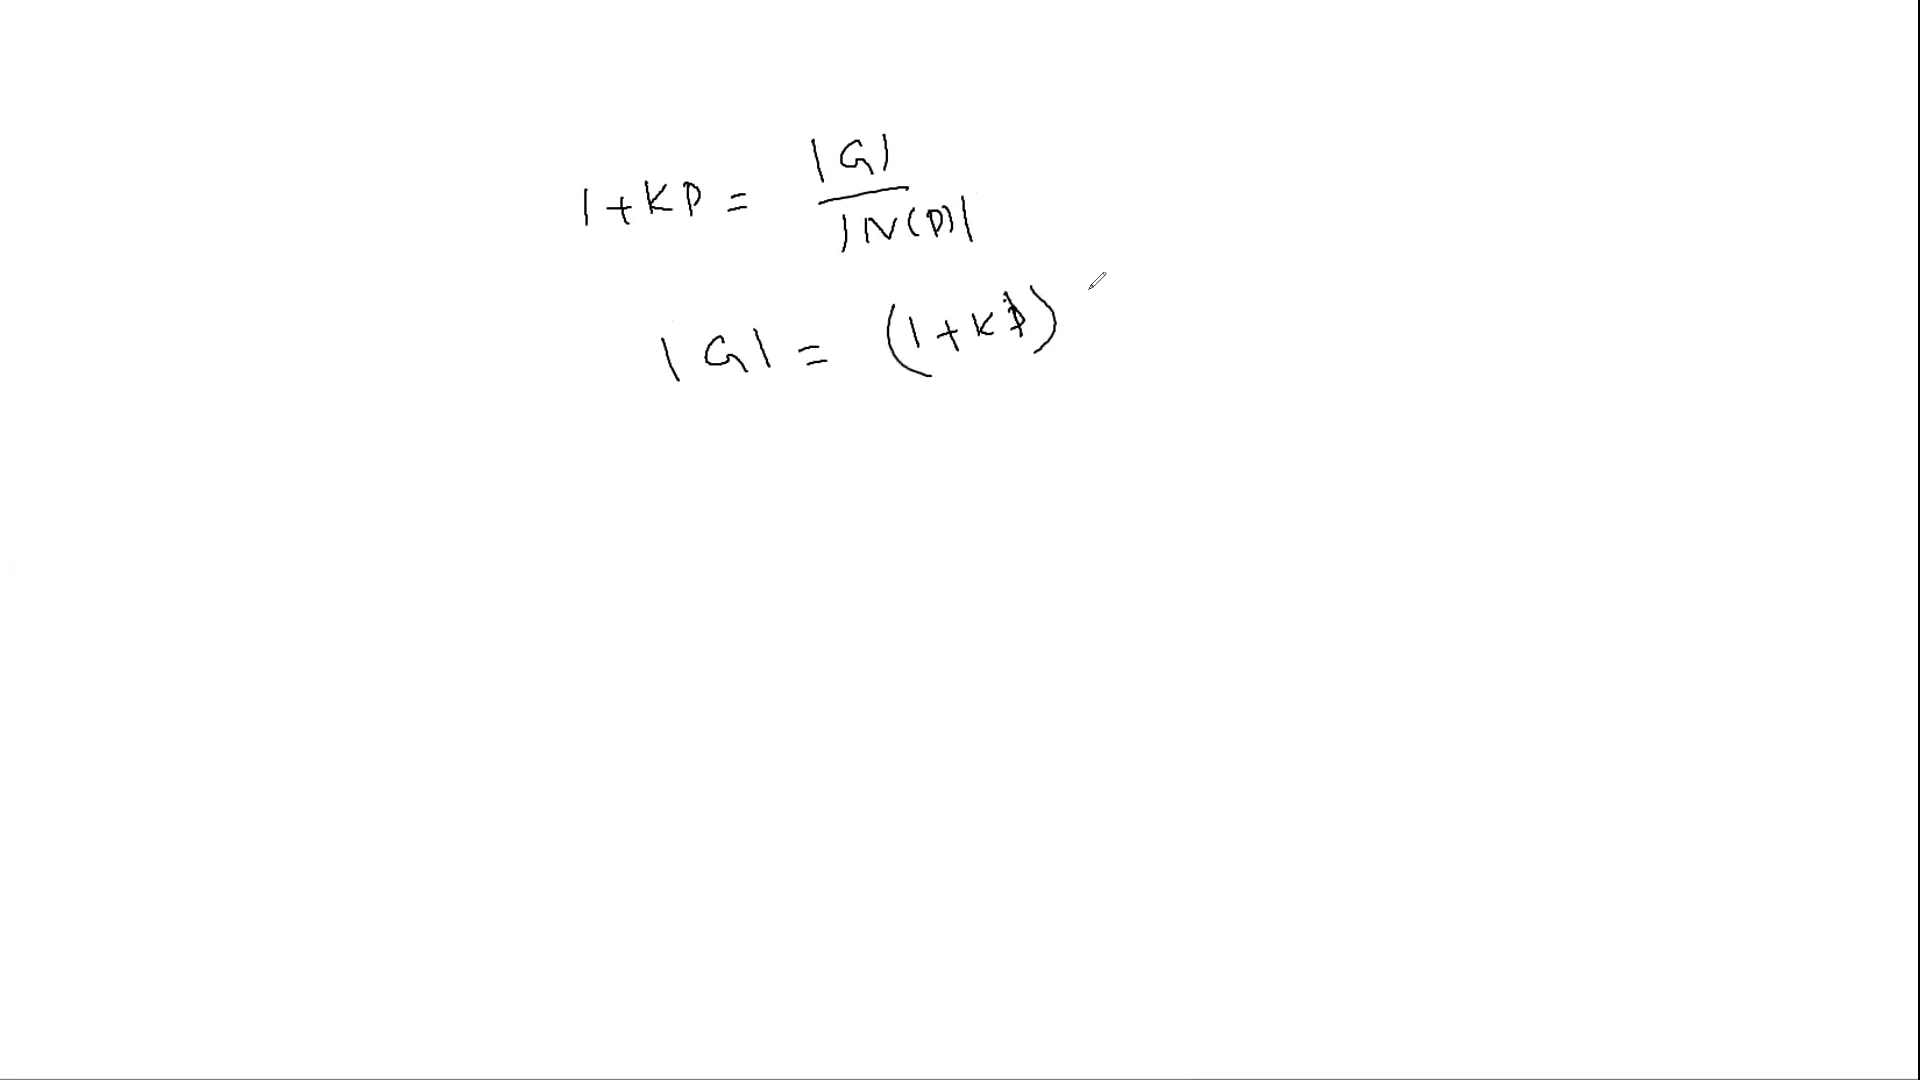 1+KP = |G| / |N(P)|
|G| = (1+KP)